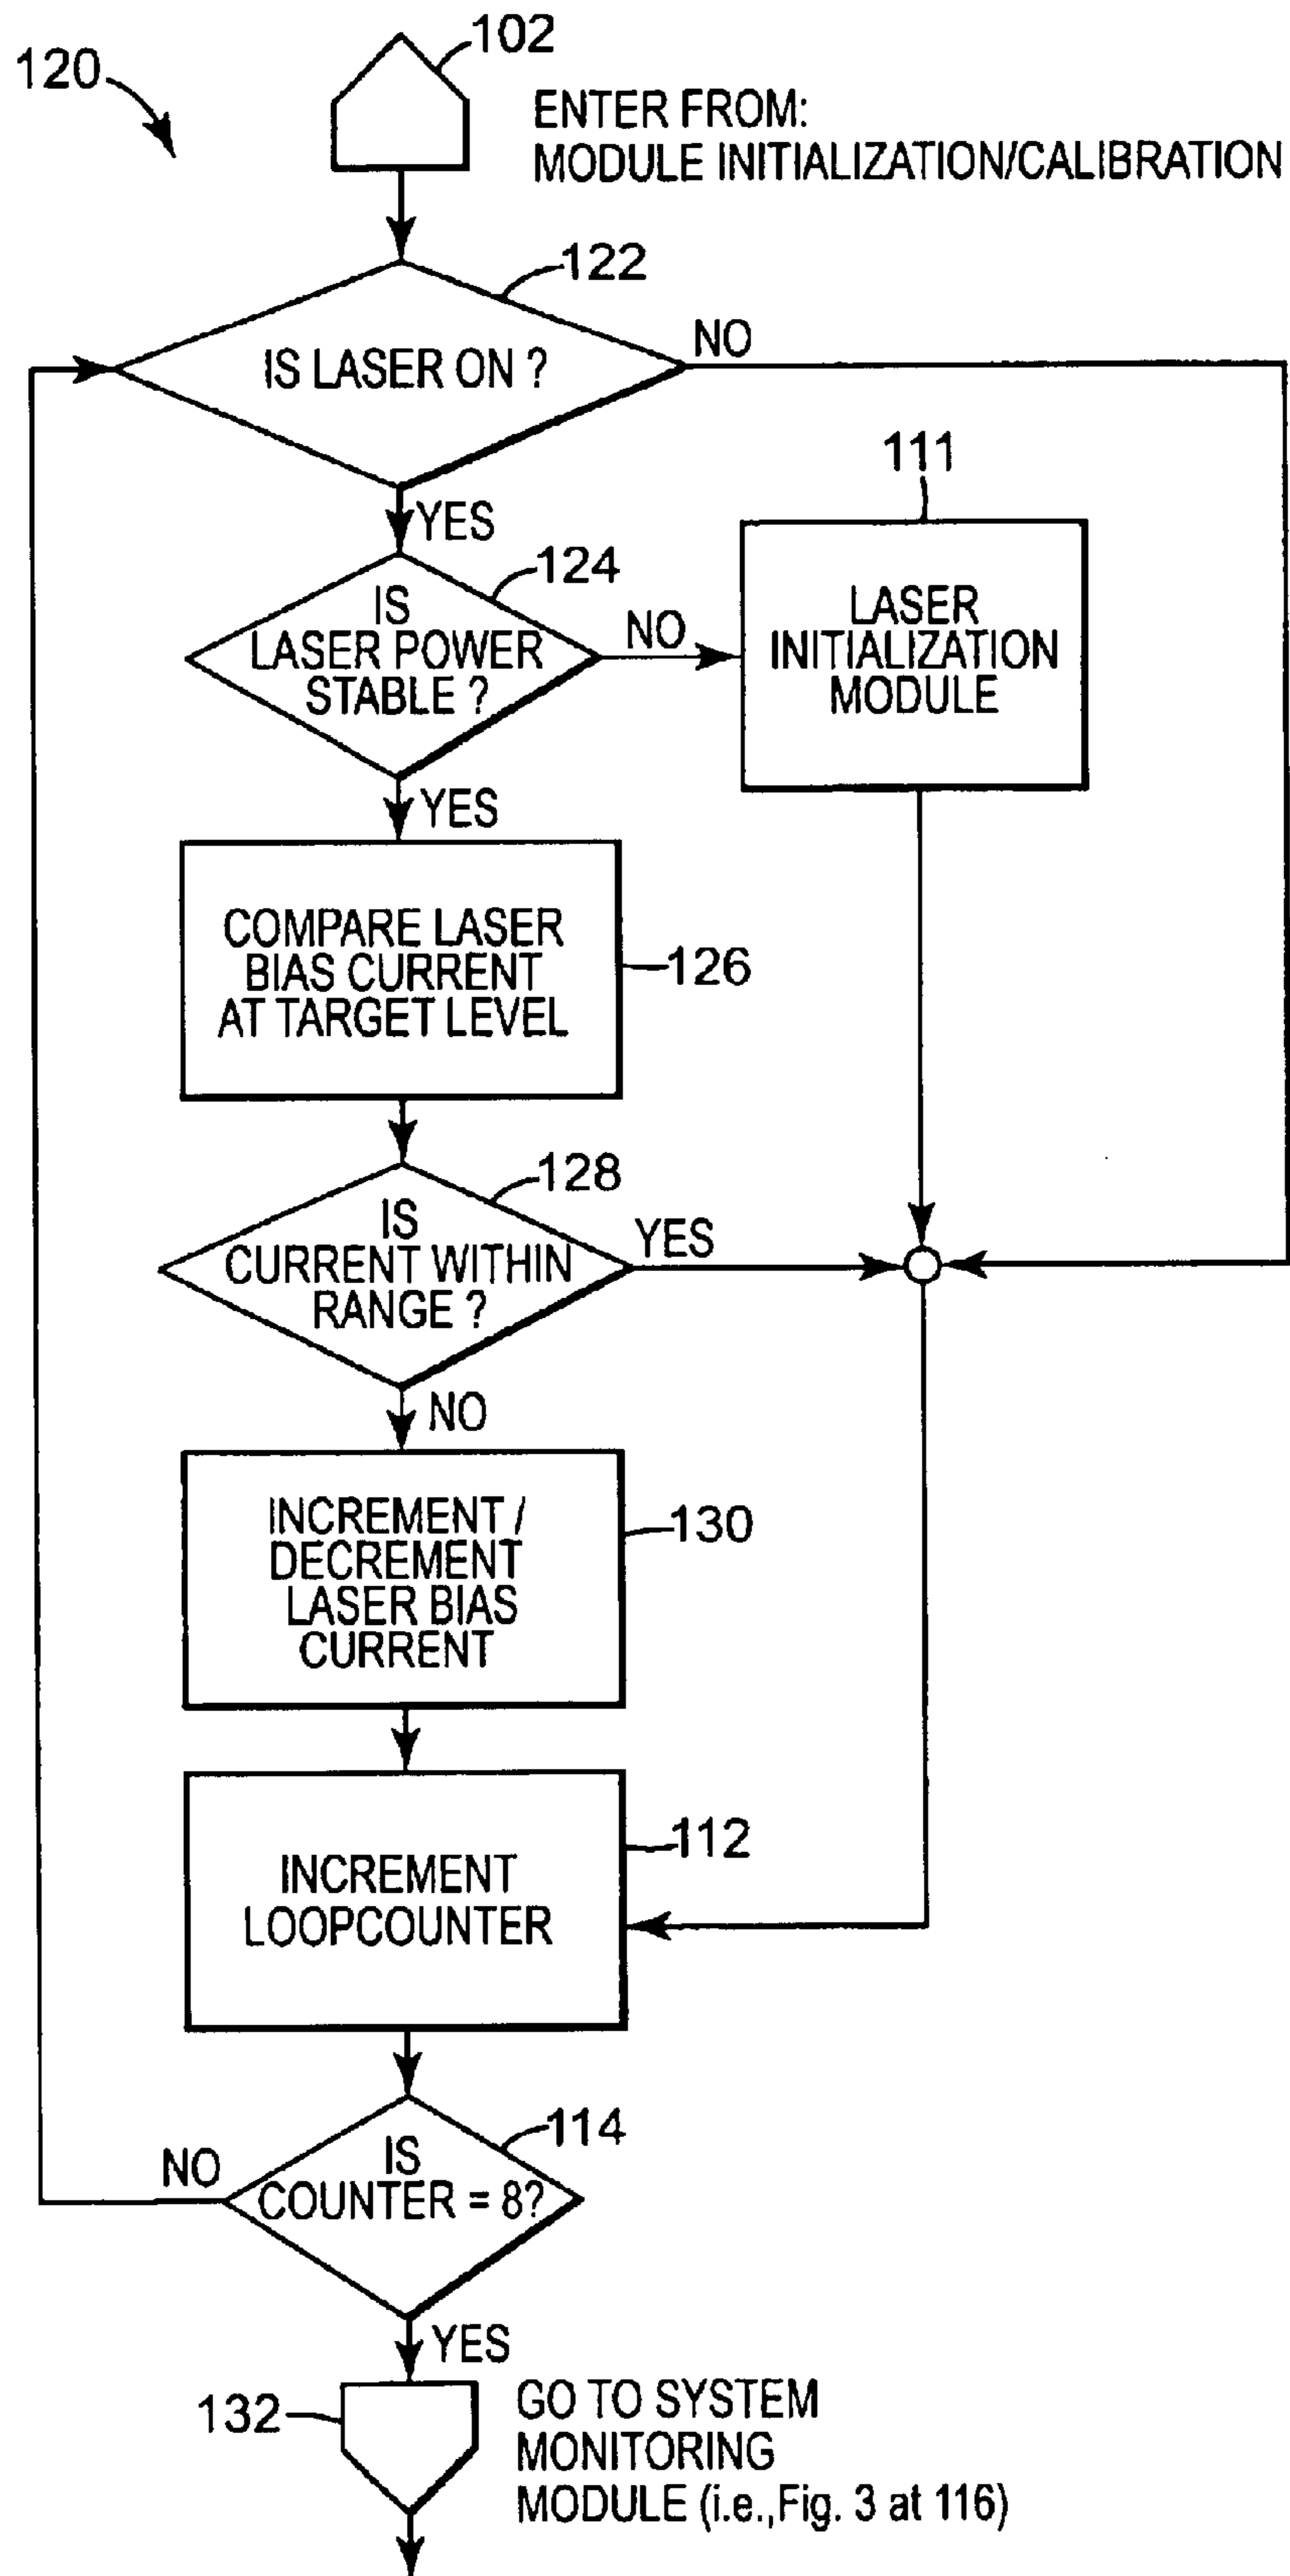 120
102
ENTER FROM:
MODULE INITIALIZATION/CALIBRATION
122
IS LASER ON ?
NO
YES
111
124
IS
LASER POWER
STABLE ?
NO
LASER
INITIALIZATION
MODULE
YES
COMPARE LASER
BIAS CURRENT
AT TARGET LEVEL
126
128
IS
CURRENT WITHIN
RANGE ?
YES
NO
INCREMENT /
DECREMENT
LASER BIAS
CURRENT
130
INCREMENT
LOOPCOUNTER
112
114
IS
COUNTER = 8?
NO
YES
132
GO TO SYSTEM
MONITORING
MODULE (i.e.,Fig. 3 at 116)